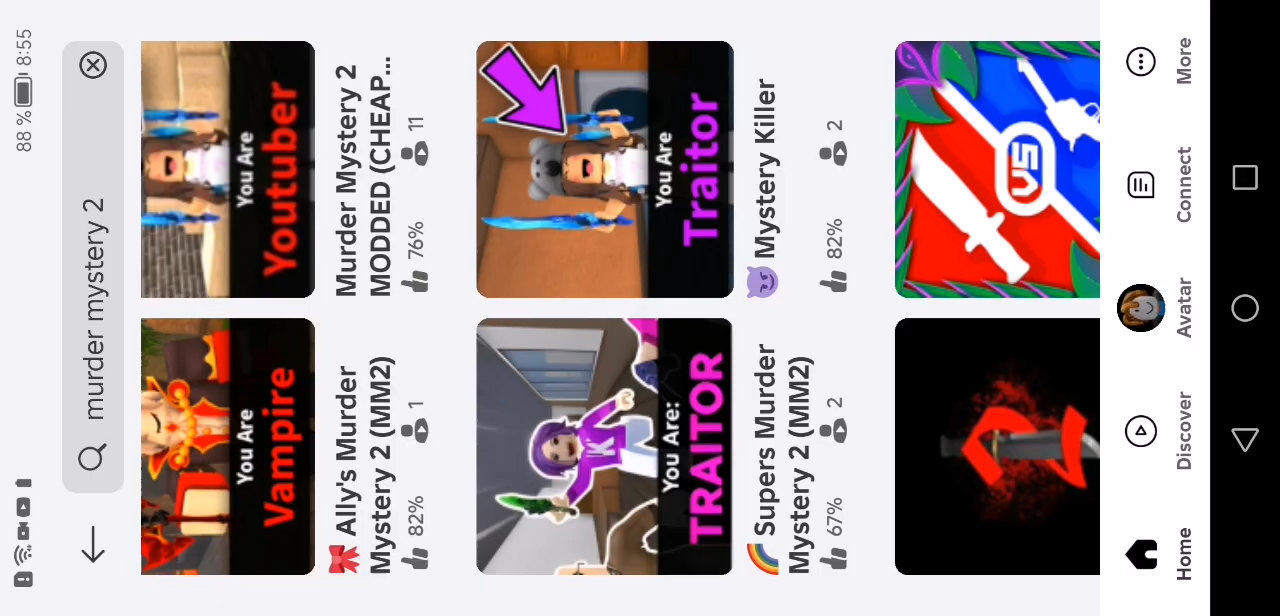 88 % 8:55
murder mystery 2
You Are
Vampire
You Are
Youtuber
Ally's Murder
Mystery 2 (MM2)
82% 1
Murder Mystery 2
MODDED (CHEAP...
76% 11
You Are:
TRAITOR
You Are
Traitor
Supers Murder
Mystery 2 (MM2)
67% 2
Mystery Killer
82% 2
VS
Home
Discover
Avatar
Connect
More